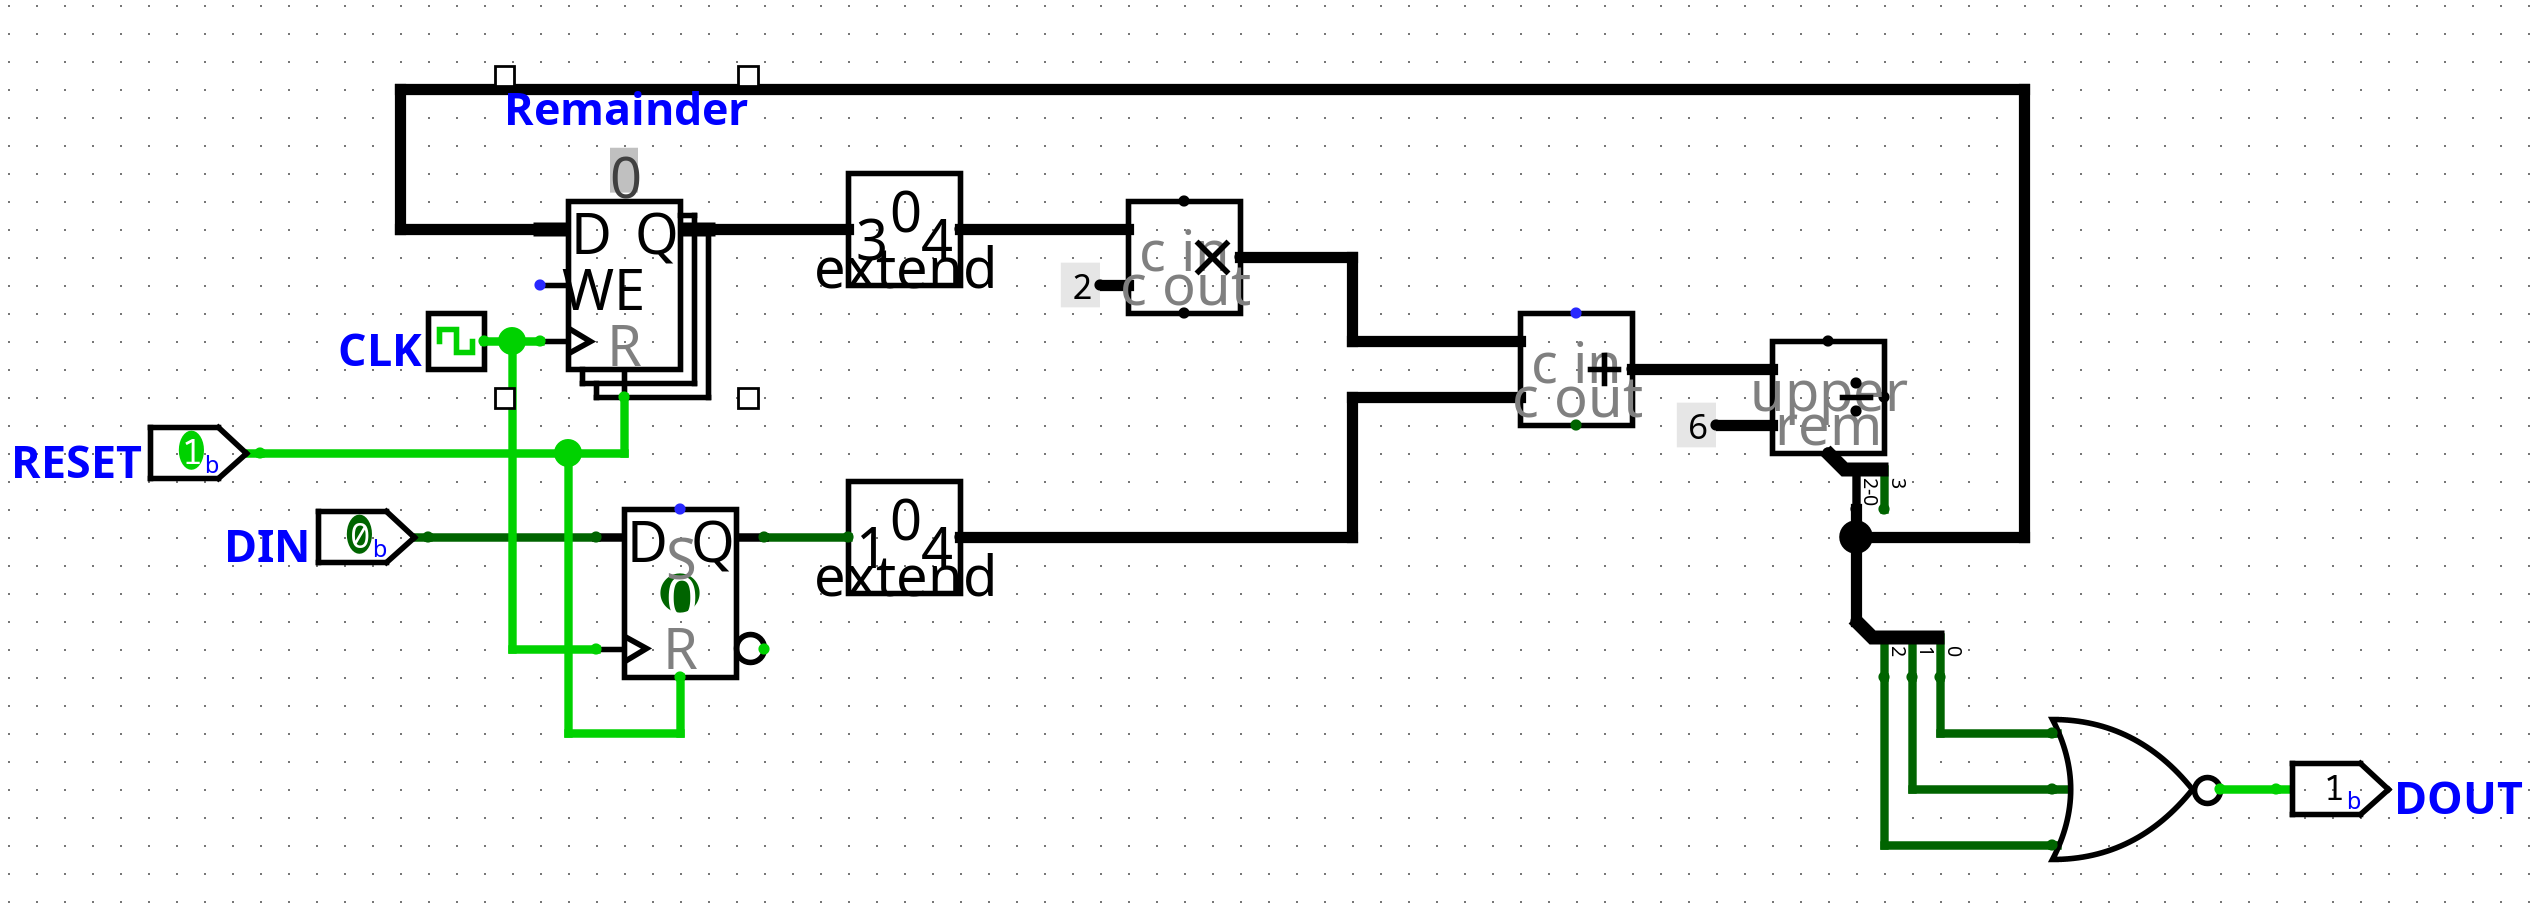 Remainder
0
D Q
WE
R
CLK
0
3 4
extend
c in
×
2
c out
c in
+
c out
upper
÷
6
rem
3
2-0
RESET
1 b
DIN
0 b
D Q
S
0
R
0
1 4
extend
2 1 0
1 b
DOUT